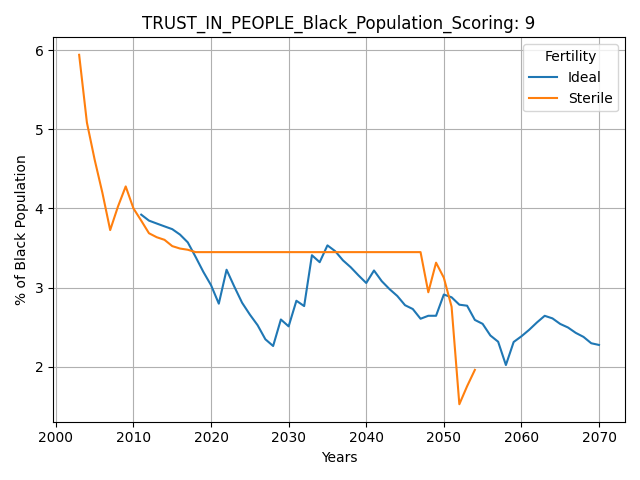 TRUST_IN_PEOPLE_Black_Population_Scoring: 9
% of Black Population
6
5
4
3
2
Fertility
Ideal
Sterile
2000 2010 2020 2030 2040 2050 2060 2070
Years